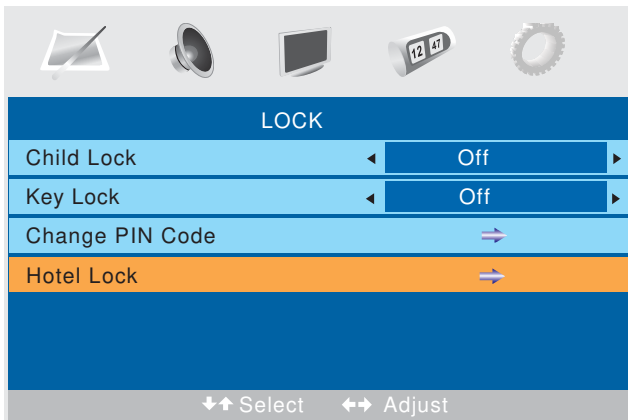 12 47
LOCK
Child Lock Off
Key Lock Off
Change PIN Code
Hotel Lock
Select Adjust